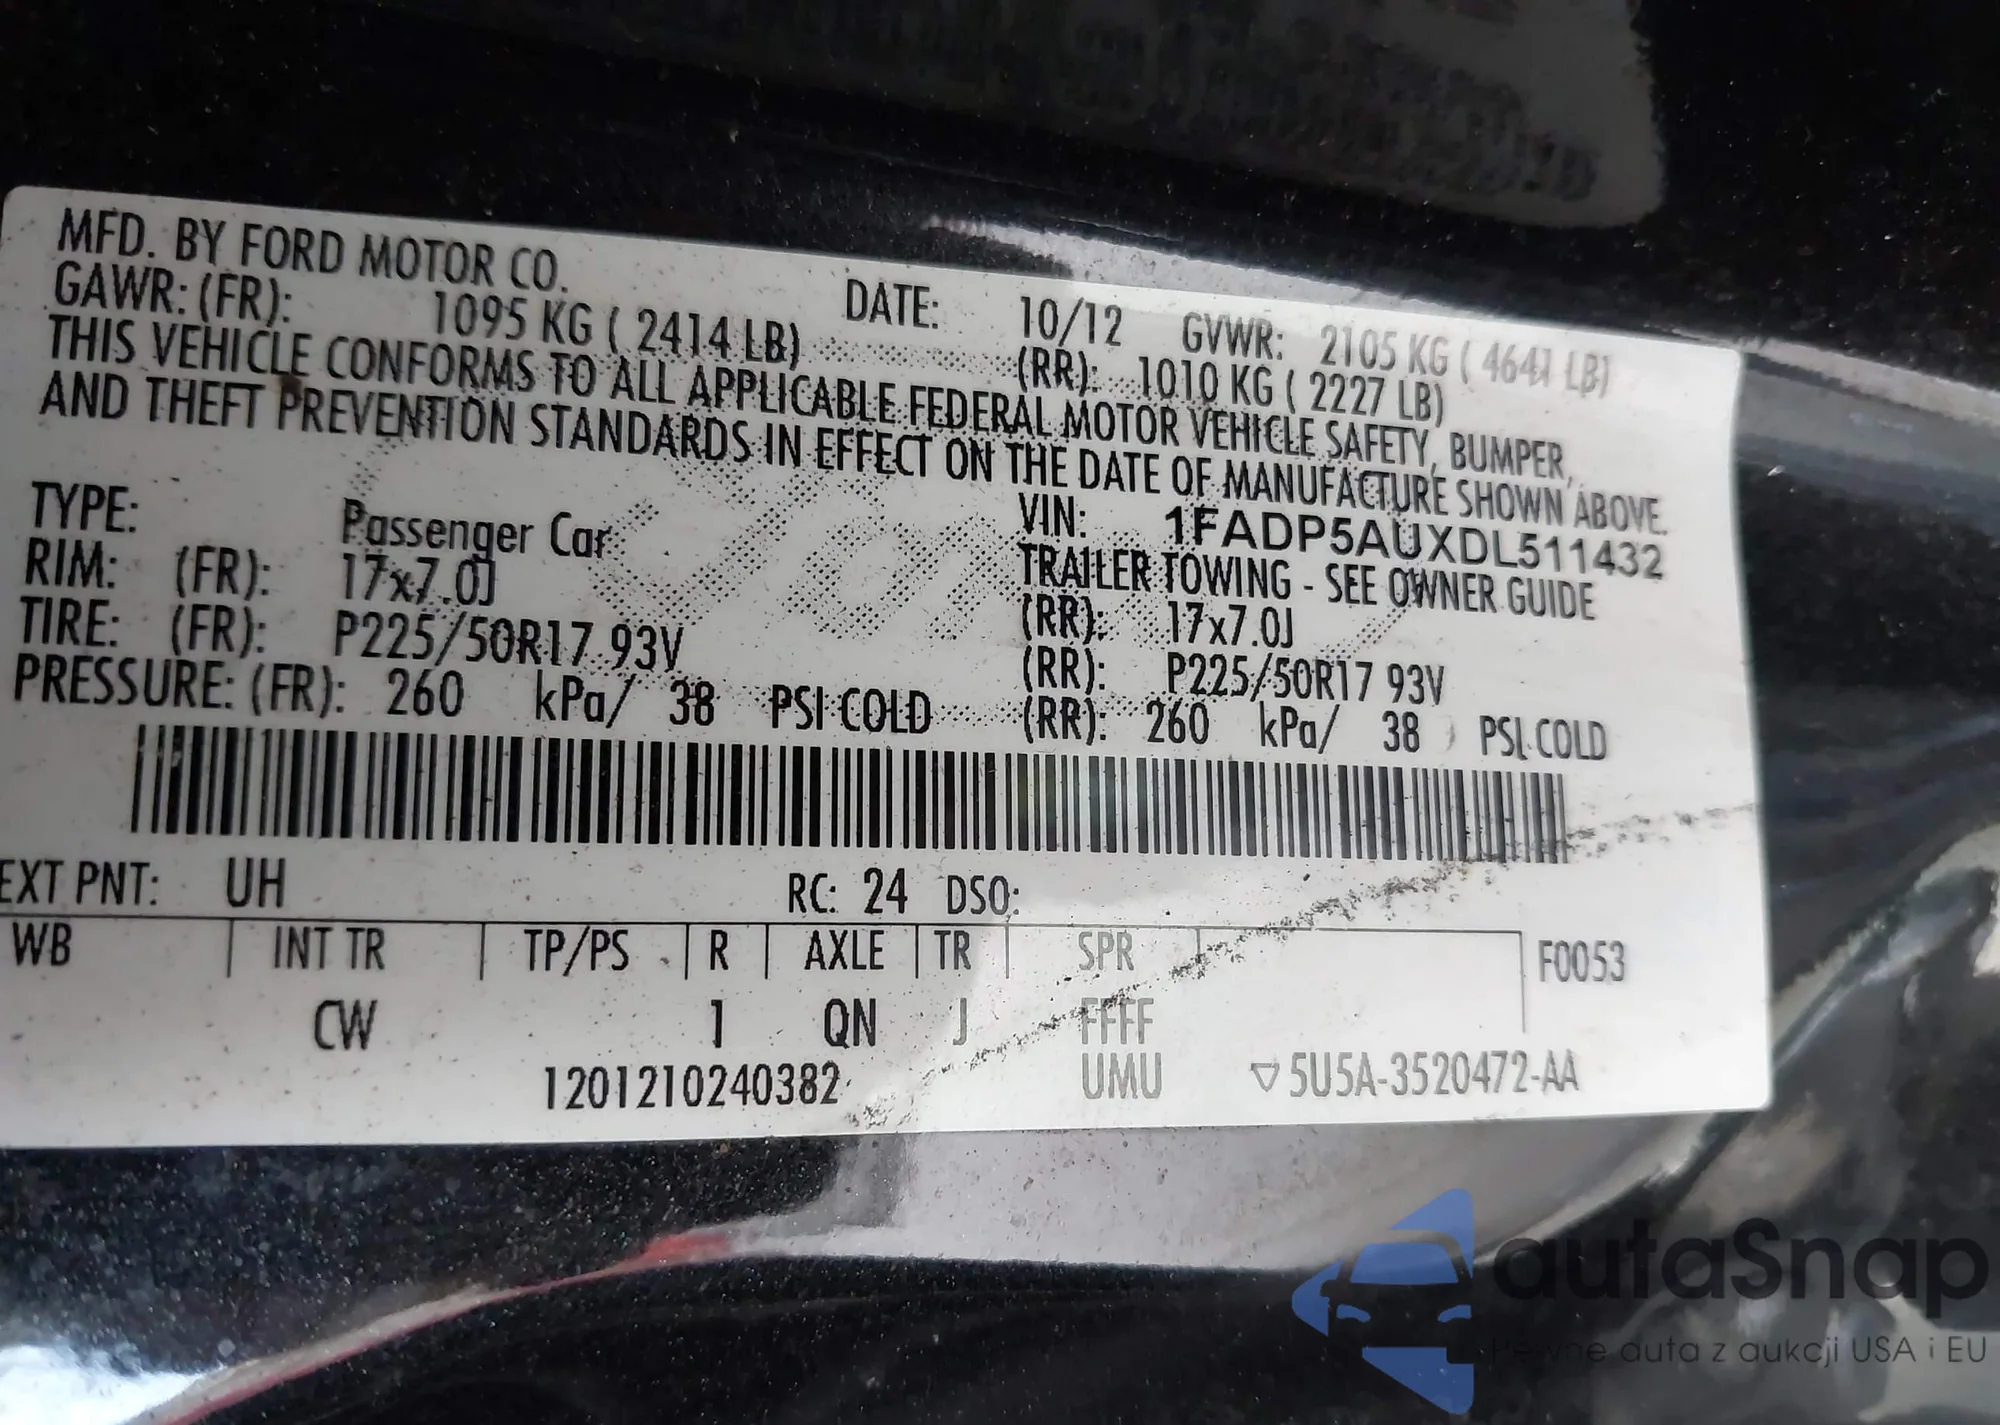 MFD. BY FORD MOTOR CO.
DATE: 10/12 GVWR: 2105 KG ( 4641 LB)
GAWR: (FR): 1095 KG ( 2414 LB) (RR): 1010 KG ( 2227 LB)
THIS VEHICLE CONFORMS TO ALL APPLICABLE FEDERAL MOTOR VEHICLE SAFETY, BUMPER,
AND THEFT PREVENTION STANDARDS IN EFFECT ON THE DATE OF MANUFACTURE SHOWN ABOVE.
VIN: 1FADP5AUXDL511432
TYPE: Passenger Car TRAILER TOWING - SEE OWNER GUIDE
RIM: (FR): 17x7.0J (RR): 17x7.0J
TIRE: (FR): P225/50R17 93V (RR): P225/50R17 93V
PRESSURE: (FR): 260 kPa/ 38 PSI COLD (RR): 260 kPa/ 38 PSI COLD
EXT PNT: UH RC: 24 DSO:
WB INT TR TP/PS R AXLE TR SPR F0053
CW 1 QN J FFFF
1201210240382 UMU ▽5U5A-3520472-AA
autaSnap
Pewne auta z aukcji USA i EU